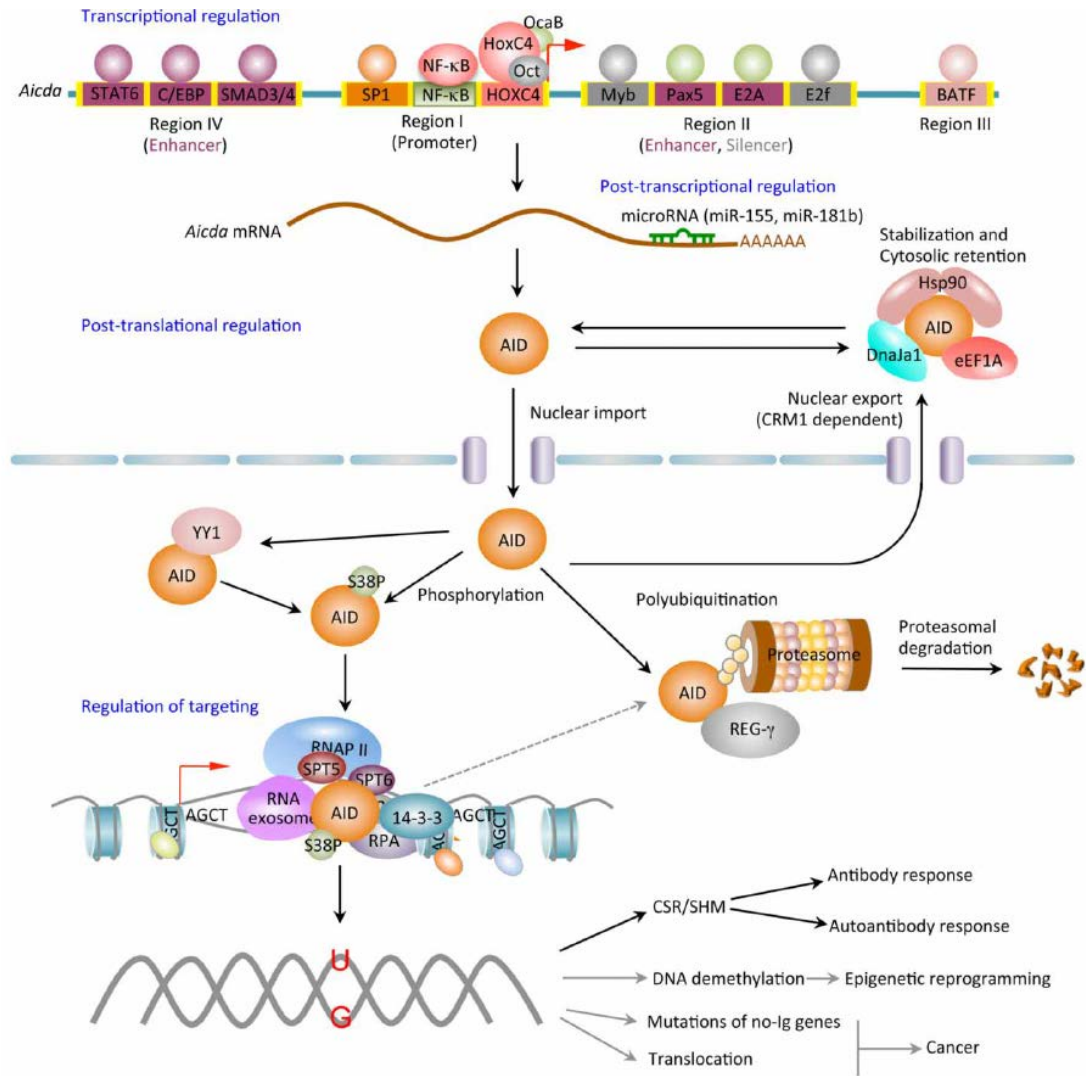 Transcriptional regulation
OcaB
HoxC4
NF-κB
Oct
Aicda
STAT6
C/EBP
SMAD3/4
SP1
NF-κB
HOXC4
Myb
Pax5
E2A
E2f
BATF
Region IV
(Enhancer)
Region I
(Promoter)
Region II
(Enhancer, Silencer)
Region III
Post-transcriptional regulation
microRNA (miR-155, miR-181b)
Aicda mRNA
AAAAAA
Stabilization and
Cytosolic retention
Hsp90
AID
DnaJa1
eEF1A
Post-translational regulation
AID
Nuclear import
Nuclear export
(CRM1 dependent)
YY1
AID
AID
S38P
AID
Phosphorylation
Polyubiquitination
Proteasome
AID
REG-γ
Proteasomal
degradation
Regulation of targeting
RNAP II
SPT5
SPT6
RNA
exosome
AID
14-3-3
S38P
RPA
AGCT
AGCT
AGCT
AGCT
U
G
CSR/SHM
Antibody response
Autoantibody response
DNA demethylation
Epigenetic reprogramming
Mutations of no-Ig genes
Translocation
Cancer